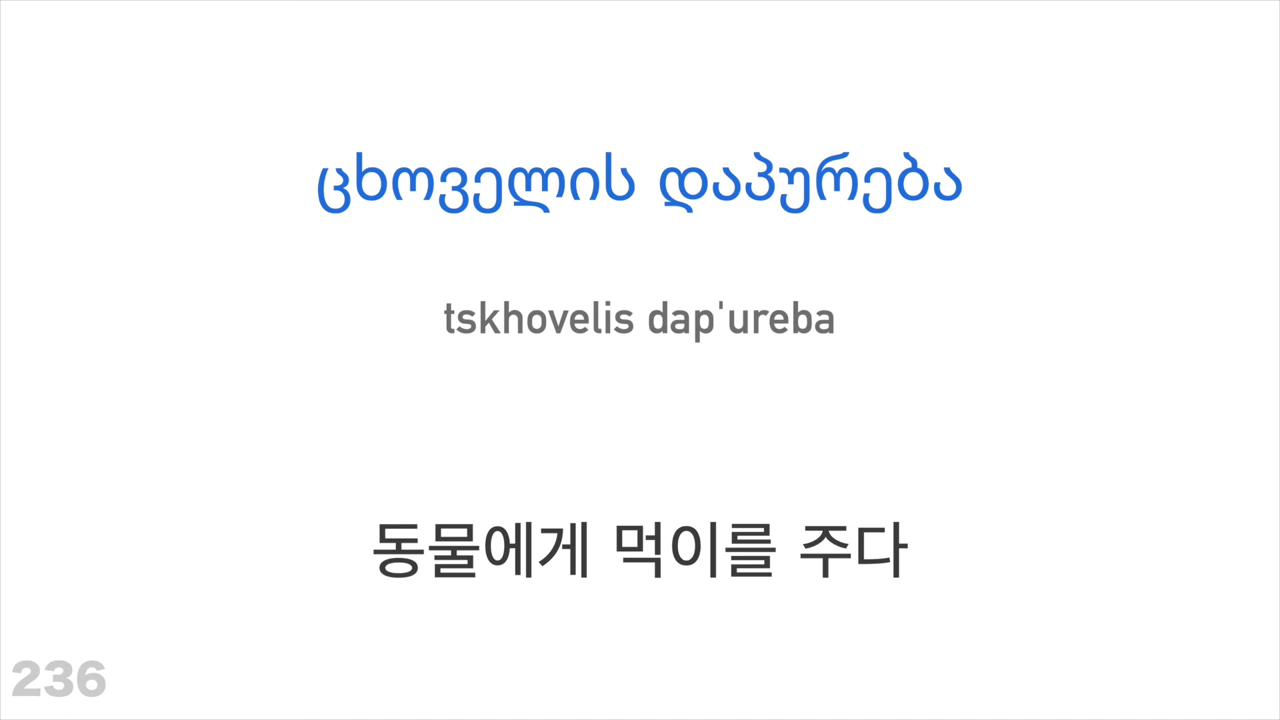 ცხოველის დაპურება
tskhovelis dap'ureba
동물에게 먹이를 주다
236